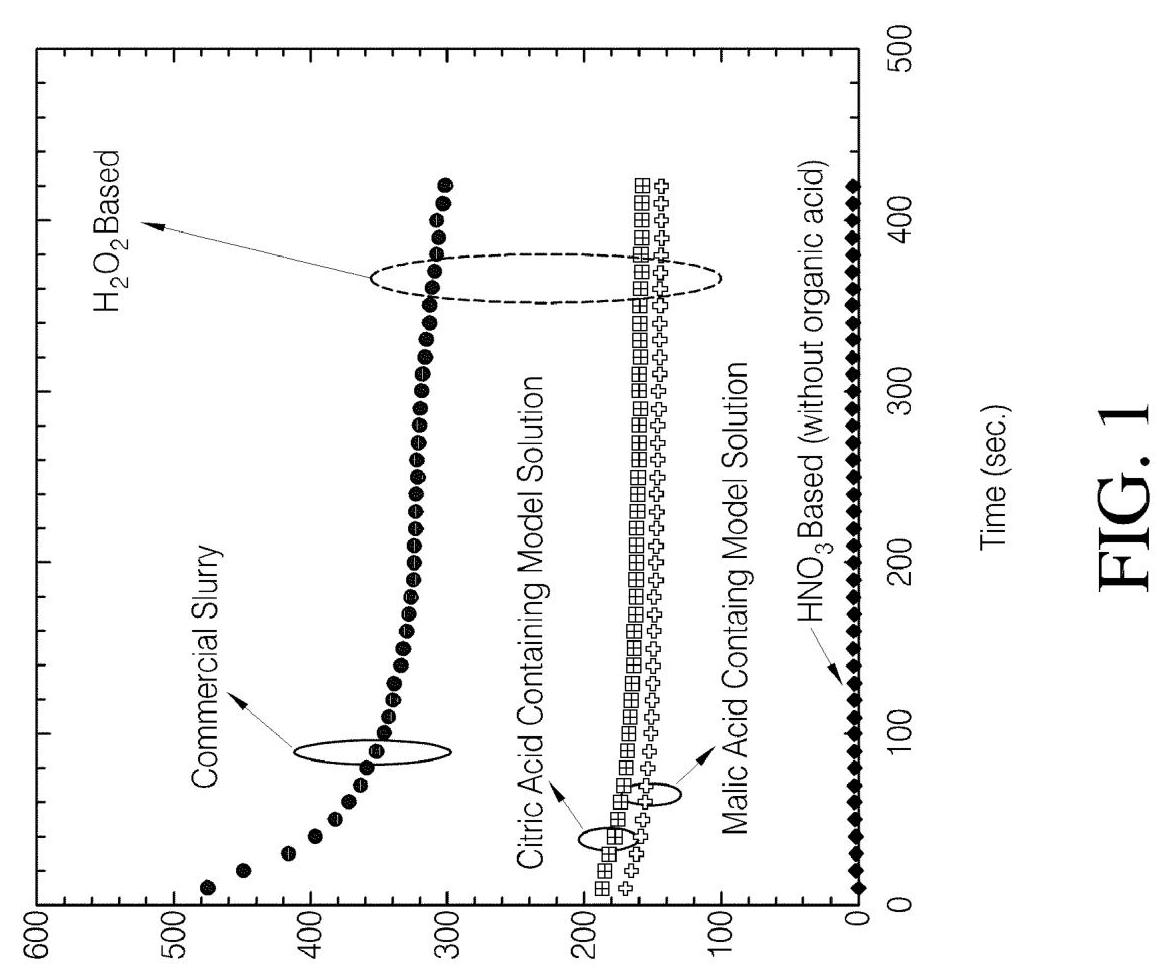 600
500
400
300
200
100
0
0
100
200
300
400
500
H2O2 Based
Commercial Slurry
Citric Acid Containing Model Solution
Malic Acid Containg Model Solution
HNO3 Based (without organic acid)
Time (sec.)
FIG. 1